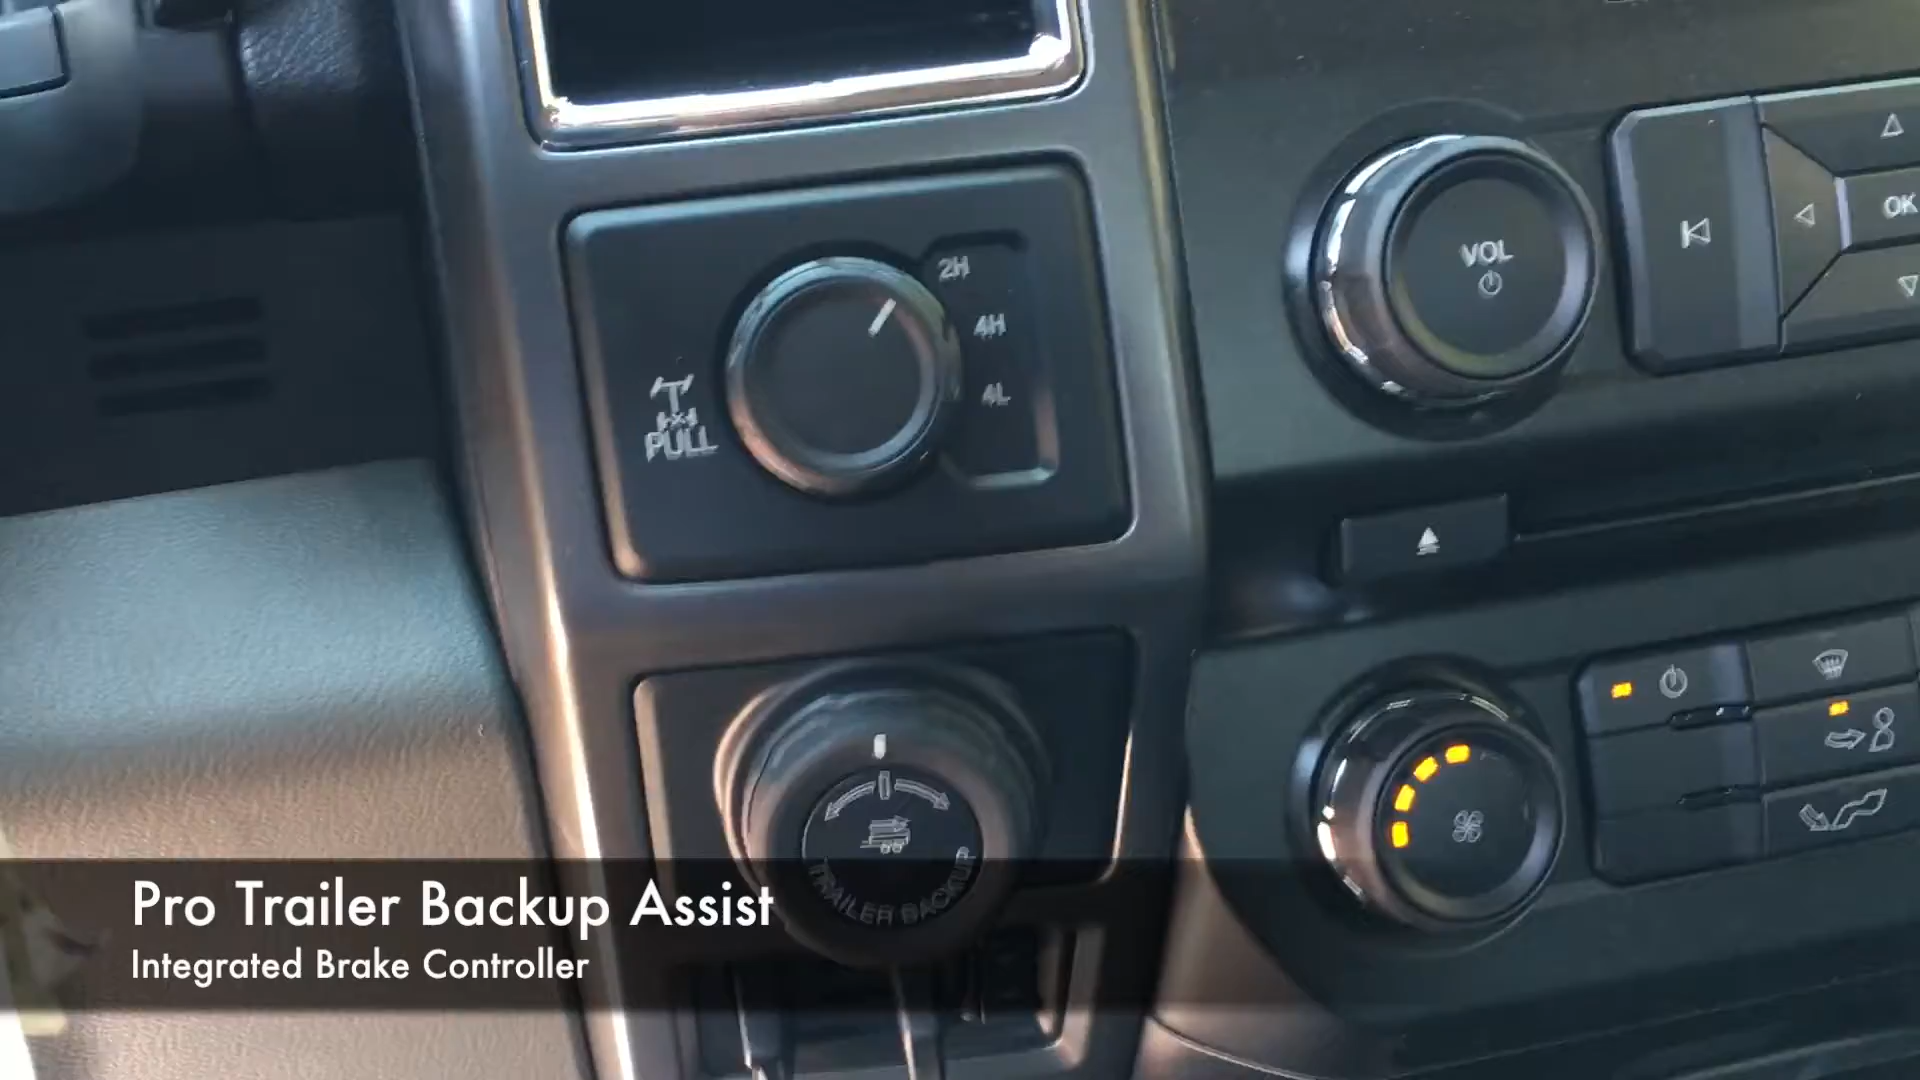 2H
4H
4L
PULL
VOL
OK
TRAILER BACKUP
Pro Trailer Backup Assist
Integrated Brake Controller